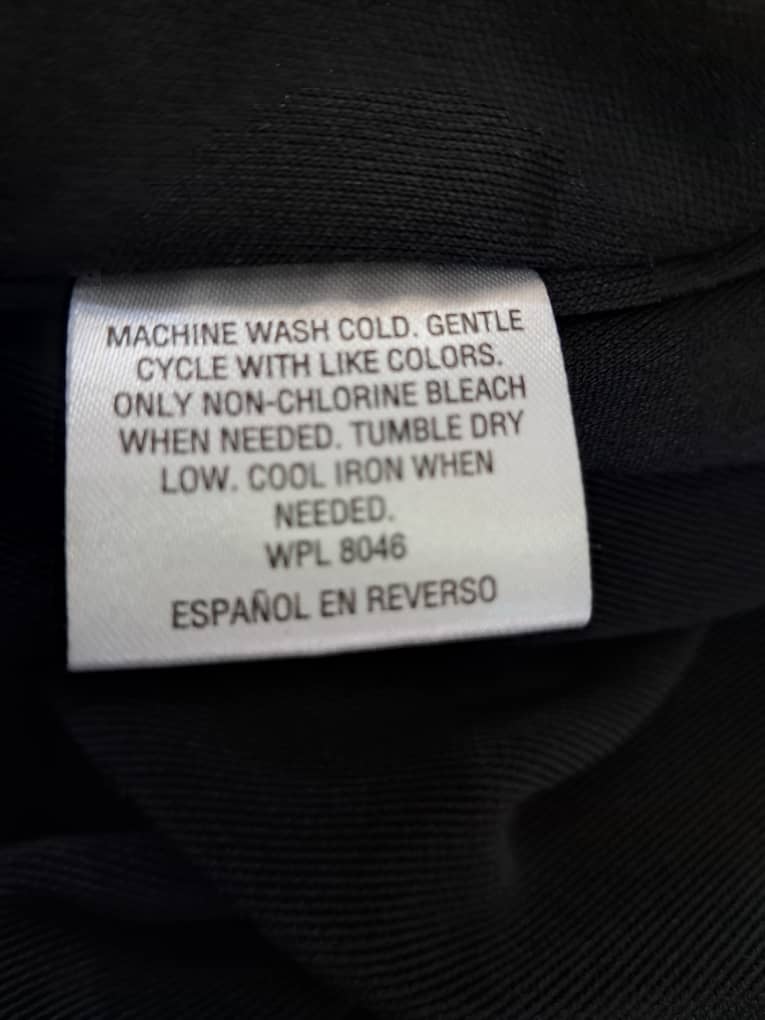 MACHINE WASH COLD. GENTLE
CYCLE WITH LIKE COLORS.
ONLY NON-CHLORINE BLEACH
WHEN NEEDED. TUMBLE DRY
LOW. COOL IRON WHEN
NEEDED.
WPL 8046
ESPAÑOL EN REVERSO